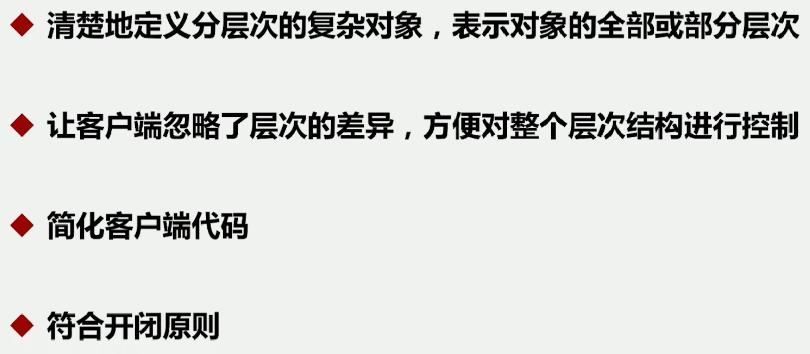 清楚地定义分层次的复杂对象，表示对象的全部或部分层次
让客户端忽略了层次的差异，方便对整个层次结构进行控制
简化客户端代码
符合开闭原则